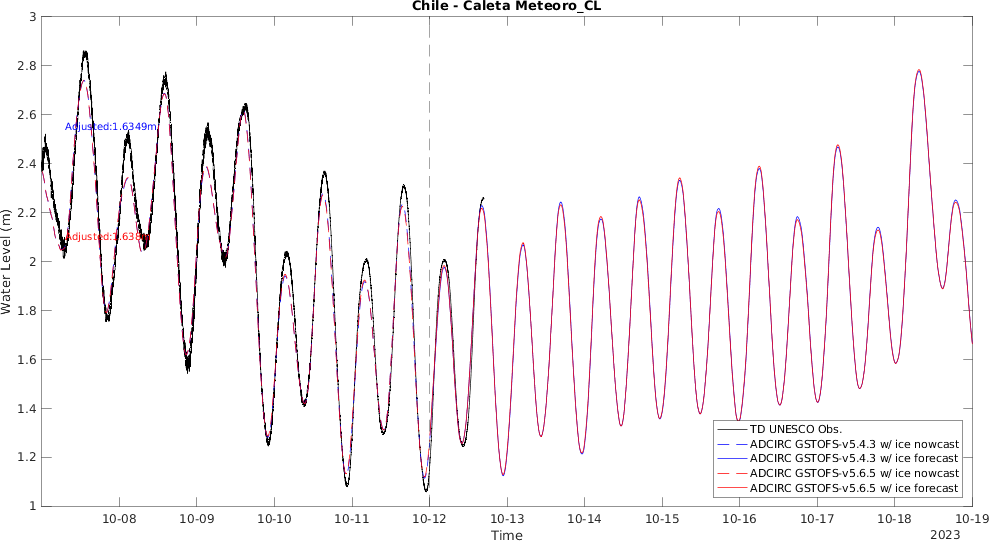 Chile - Caleta Meteoro_CL
3
2.8
2.6
2.4
2.2
2
1.8
1.6
1.4
1.2
1
Water Level (m)
Adjusted:1.6349m
10-08
10-09
10-10
10-11
10-12
10-13
10-14
10-15
10-16
10-17
10-18
10-19
Time
2023
TD UNESCO Obs.
ADCIRC GSTOFS-v5.4.3 w/ ice nowcast
ADCIRC GSTOFS-v5.4.3 w/ ice forecast
ADCIRC GSTOFS-v5.6.5 w/ ice nowcast
ADCIRC GSTOFS-v5.6.5 w/ ice forecast